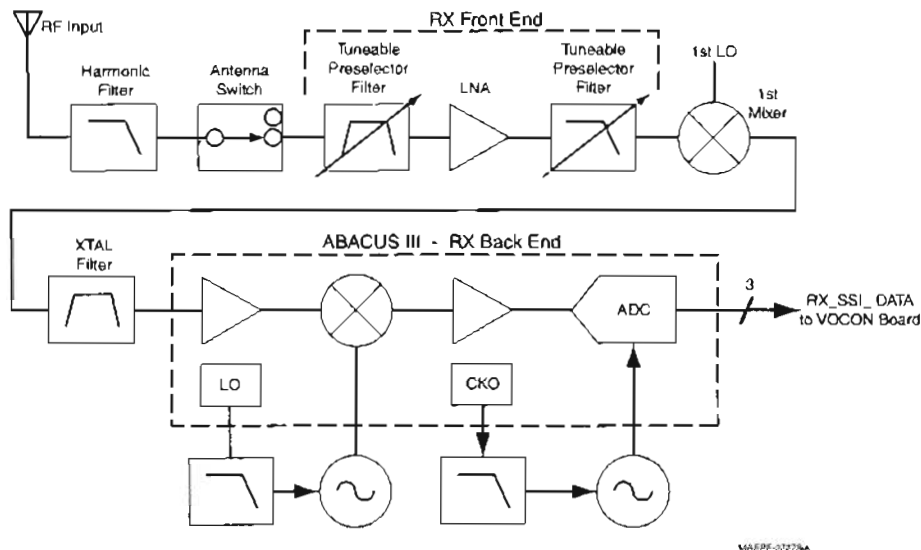 RF Input
RX Front End
Harmonic
Filter
Antenna
Switch
Tuneable
Preselector
Filter
LNA
Tuneable
Preselector
Filter
1st LO
1st
Mixer
XTAL
Filter
ABACUS III - RX Back End
ADC
3
RX_SSI_DATA
to VOCON Board
LO
CKO